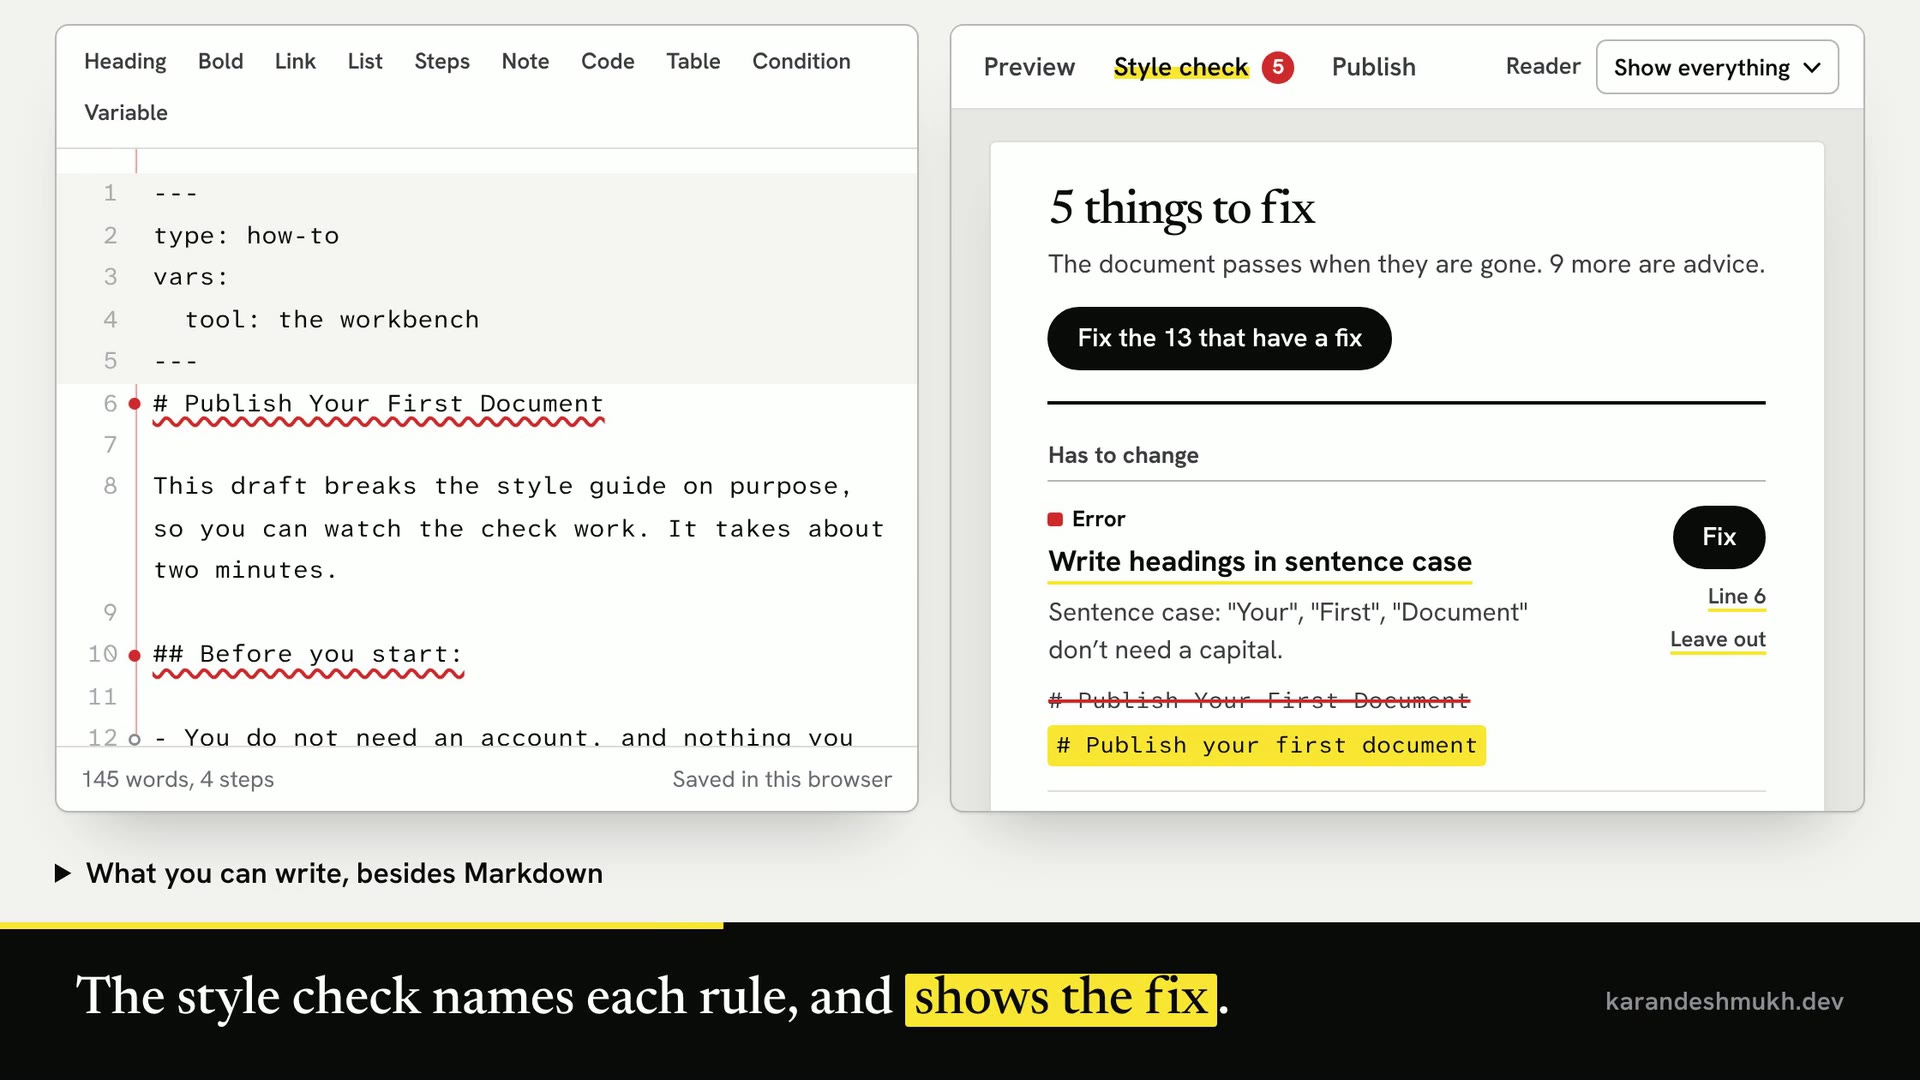 Heading Bold Link List Steps Note Code Table Condition
Variable
1 ---
2 type: how-to
3 vars:
4 tool: the workbench
5 ---
6 # Publish Your First Document
7
8 This draft breaks the style guide on purpose,
so you can watch the check work. It takes about
two minutes.
9
10 ## Before you start:
11
12 - You do not need an account, and nothing you
145 words, 4 steps
Saved in this browser
Preview Style check 5 Publish Reader Show everything
5 things to fix
The document passes when they are gone. 9 more are advice.
Fix the 13 that have a fix
Has to change
Error
Fix
Write headings in sentence case
Line 6
Sentence case: "Your", "First", "Document"
don’t need a capital.
Leave out
# Publish Your First Document
# Publish your first document
What you can write, besides Markdown
The style check names each rule, and shows the fix.
karandeshmukh.dev